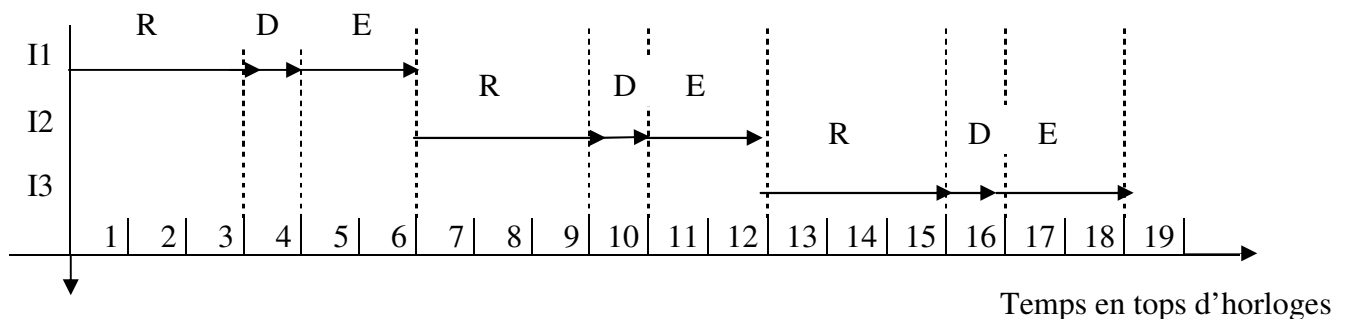 R D E
I1
R D E
I2
R D E
I3
1 2 3 4 5 6 7 8 9 10 11 12 13 14 15 16 17 18 19
Temps en tops d’horloges